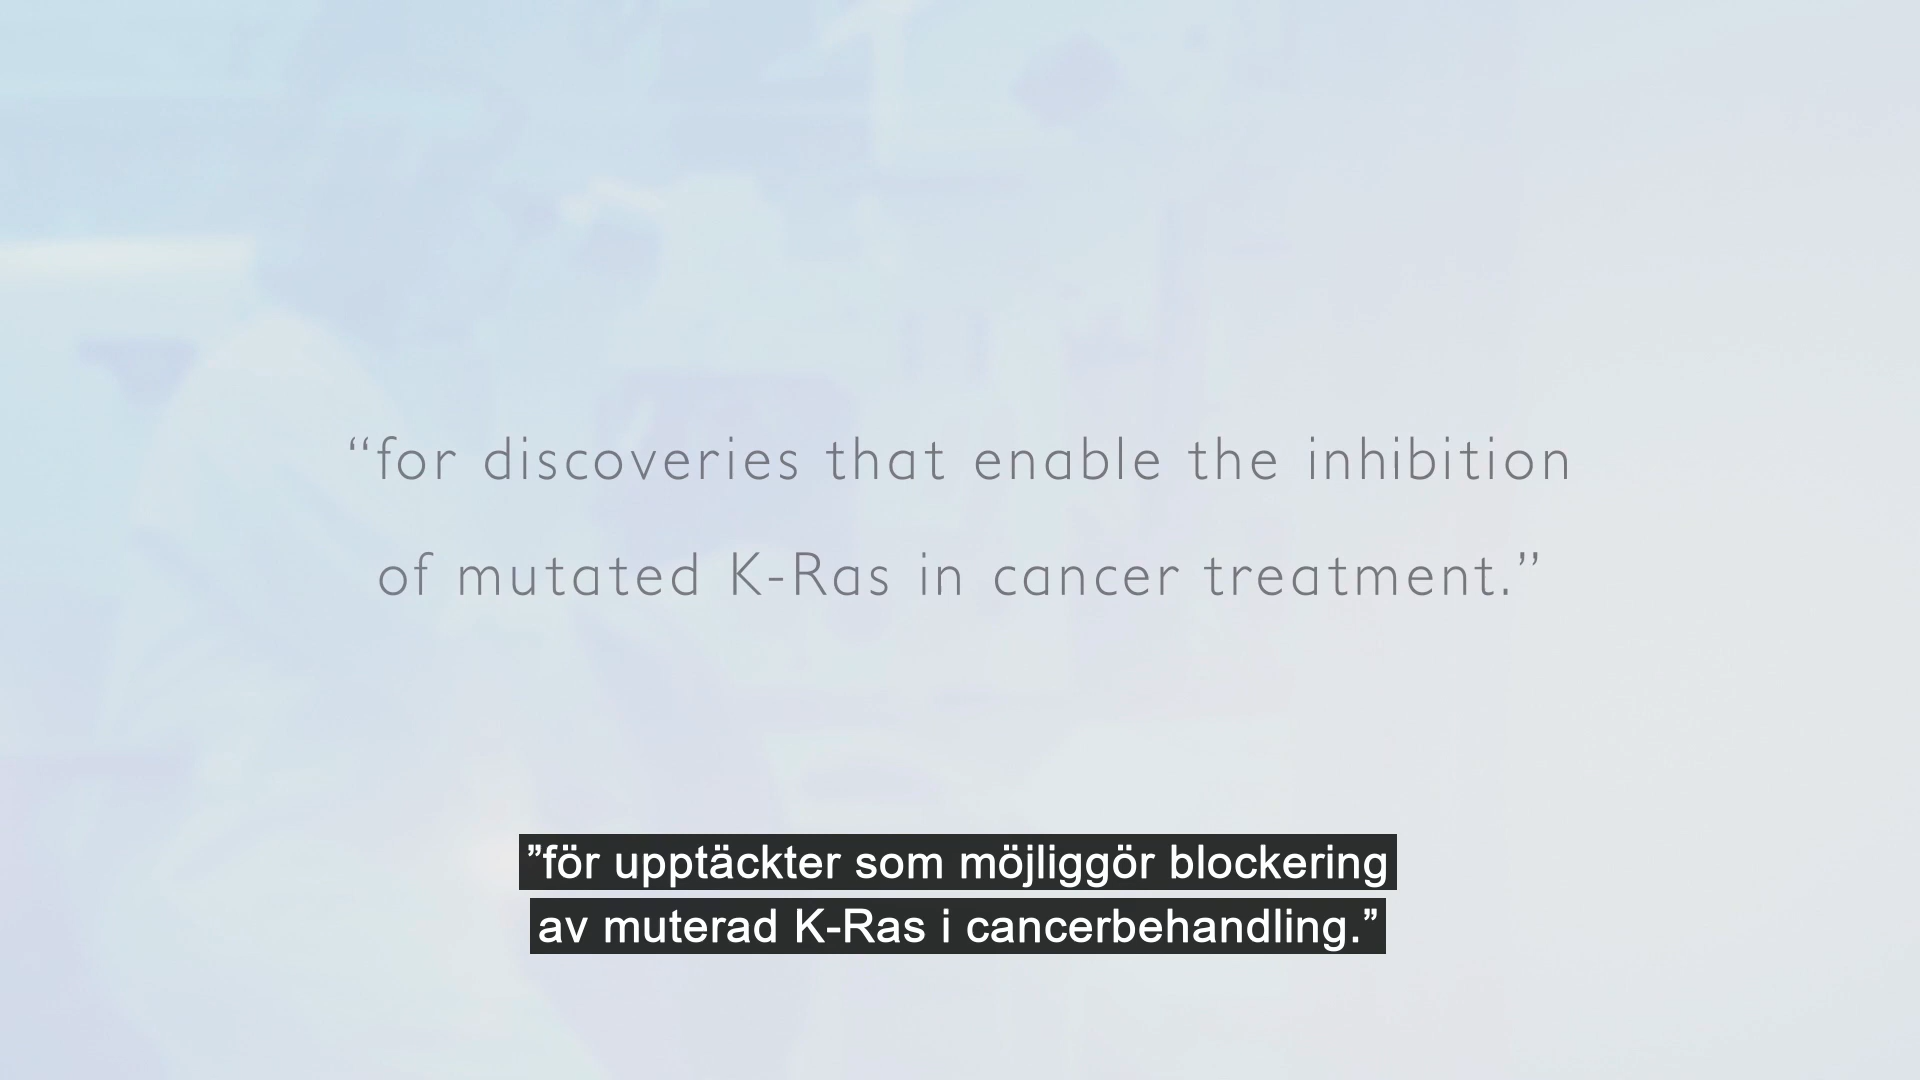 “for discoveries that enable the inhibition
of mutated K-Ras in cancer treatment.”
”för upptäckter som möjliggör blockering
av muterad K-Ras i cancerbehandling.”